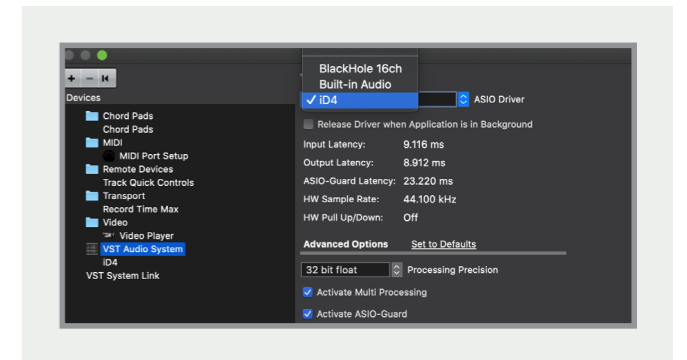 + − 
Devices
Chord Pads
Chord Pads
MIDI
MIDI Port Setup
Remote Devices
Track Quick Controls
Transport
Record Time Max
Video
Video Player
VST Audio System
iD4
VST System Link
BlackHole 16ch
Built-in Audio
✓ iD4
ASIO Driver
Release Driver when Application is in Background
Input Latency: 9.116 ms
Output Latency: 8.912 ms
ASIO-Guard Latency: 23.220 ms
HW Sample Rate: 44.100 kHz
HW Pull Up/Down: Off
Advanced Options Set to Defaults
32 bit float Processing Precision
Activate Multi Processing
Activate ASIO-Guard